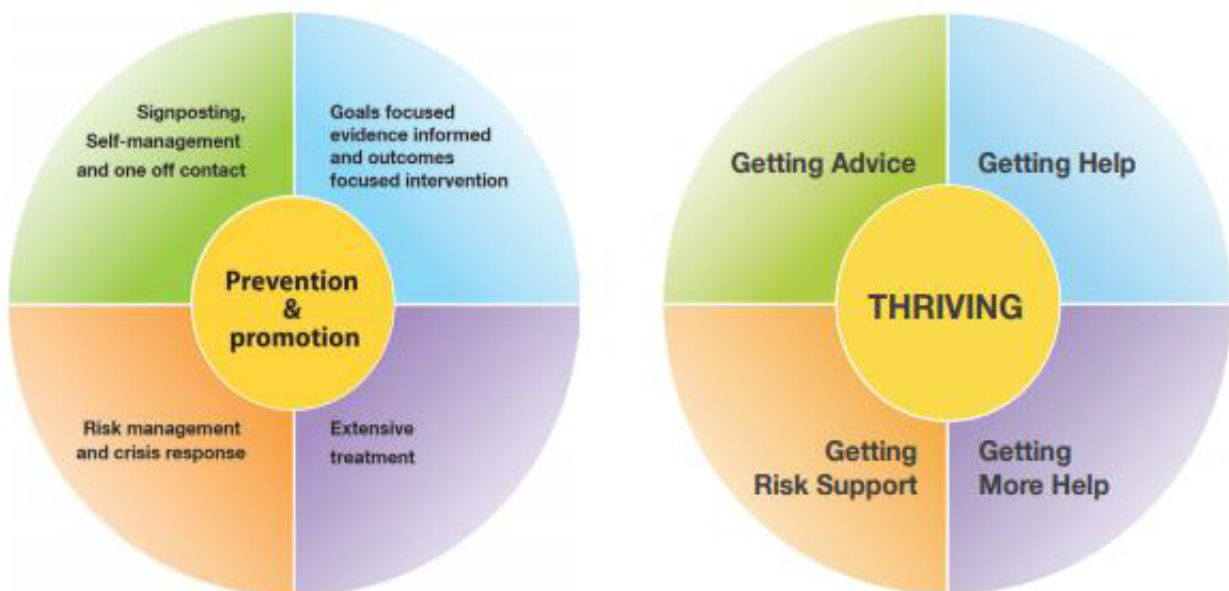 Signposting,
Self-management
and one off contact
Goals focused
evidence informed
and outcomes
focused intervention
Prevention
&
promotion
Risk management
and crisis response
Extensive
treatment
Getting Advice
Getting Help
THRIVING
Getting
Risk Support
Getting
More Help